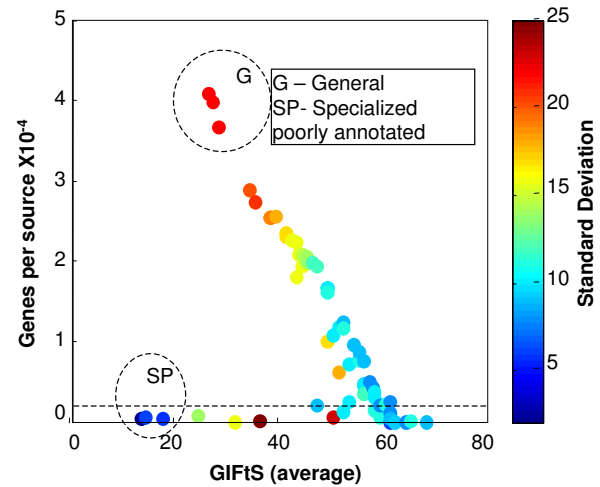 G
G – General
SP- Specialized
poorly annotated
SP
Genes per source X10-4
5
4
3
2
1
0
0
20
40
60
80
GIFtS (average)
25
20
15
10
5
Standard Deviation